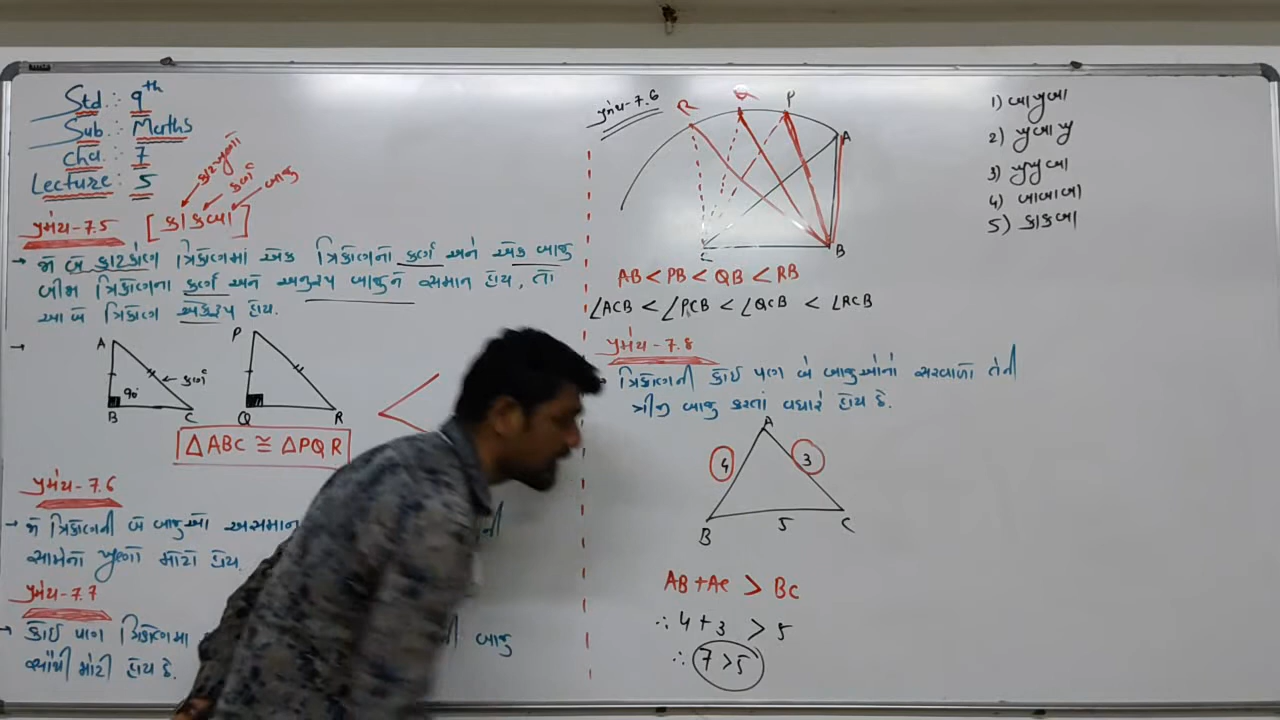 Std. : 9th
Sub : Maths
cha : 7
Lecture : 5
કાટખૂણો
કર્ણ
બાજુ
પ્રમેય-7.5 [કાકબા]
→ જો બે કાટકોણ ત્રિકોણમાં એક ત્રિકોણના કર્ણ અને એક બાજુ
બીજા ત્રિકોણના કર્ણ અને અનુરૂપ બાજુને સમાન હોય, તો
આ બે ત્રિકોણ એકરૂપ હોય.
→
A
90
← કર્ણ
B
C
P
Q
R
△ABC ≅ △PQR
પ્રમેય-7.6
→ જો ત્રિકોણની બે બાજુઓ અસમાન
ની
સામેનો ખૂણો મોટો હોય.
પ્રમેય-7.7
→ કોઈ પણ ત્રિકોણમાં
બાજુ
સૌથી મોટી હોય છે.
પ્રમેય-7.6
R
Q
P
A
C
B
AB < PB < QB < RB
∠ACB < ∠PCB < ∠QCB < ∠RCB
પ્રમેય-7.8
ત્રિકોણની કોઈ પણ બે બાજુઓનો સરવાળો તેની
ત્રીજી બાજુ કરતાં વધારે હોય છે.
A
4
3
B
5
C
AB + AC > BC
∴ 4 + 3 > 5
∴ 7 > 5
1) બાખૂબા
2) ખૂબાખૂ
3) ખૂખૂબા
4) બાબાબા
5) કાકબા